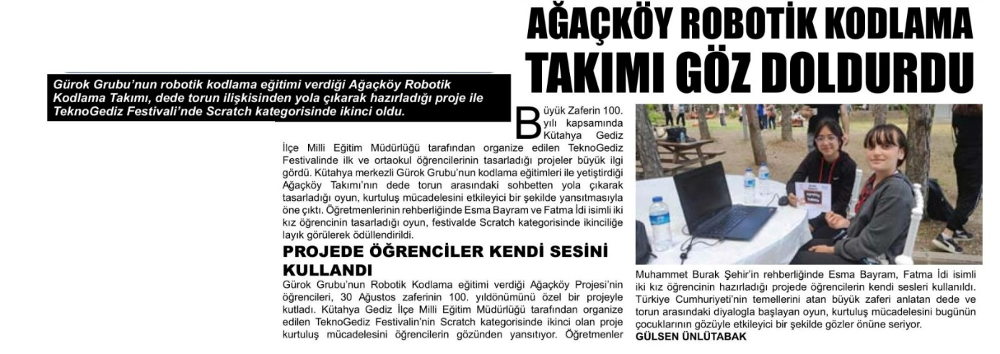 AĞAÇKÖY ROBOTİK KODLAMA
TAKIMI GÖZ DOLDURDU
Gürok Grubu’nun robotik kodlama eğitimi verdiği Ağaçköy Robotik
Kodlama Takımı, dede torun ilişkisinden yola çıkarak hazırladığı proje ile
TeknoGediz Festivali’nde Scratch kategorisinde ikinci oldu.
Büyük Zaferin 100.
yılı kapsamında
Kütahya Gediz
İlçe Milli Eğitim Müdürlüğü tarafından organize edilen TeknoGediz
Festivalinde ilk ve ortaokul öğrencilerinin tasarladığı projeler büyük ilgi
gördü. Kütahya merkezli Gürok Grubu’nun kodlama eğitimleri ile yetiştirdiği
Ağaçköy Takımı’nın dede torun arasındaki sohbetten yola çıkarak
tasarladığı oyun, kurtuluş mücadelesini etkileyici bir şekilde yansıtmasıyla
öne çıktı. Öğretmenlerinin rehberliğinde Esma Bayram ve Fatma İdi isimli iki
kız öğrencinin tasarladığı oyun, festivalde Scratch kategorisinde ikinciliğe
layık görülerek ödüllendirildi.
PROJEDE ÖĞRENCİLER KENDİ SESİNİ
KULLANDI
Gürok Grubu’nun Robotik Kodlama eğitimi verdiği Ağaçköy Projesi’nin
öğrencileri, 30 Ağustos zaferinin 100. yıldönümünü özel bir projeyle
kutladı. Kütahya Gediz İlçe Milli Eğitim Müdürlüğü tarafından organize
edilen TeknoGediz Festivalin’nin Scratch kategorisinde ikinci olan proje
kurtuluş mücadelesini öğrencilerin gözünden yansıtıyor. Öğretmenler
Muhammet Burak Şehir’in rehberliğinde Esma Bayram, Fatma İdi isimli
iki kız öğrencinin hazırladığı projede öğrencilerin kendi sesleri kullanıldı.
Türkiye Cumhuriyeti’nin temellerini atan büyük zaferi anlatan dede ve
torun arasındaki diyalogla başlayan oyun, kurtuluş mücadelesini bugünün
çocuklarının gözüyle etkileyici bir şekilde gözler önüne seriyor.
GÜLSEN ÜNLÜTABAK